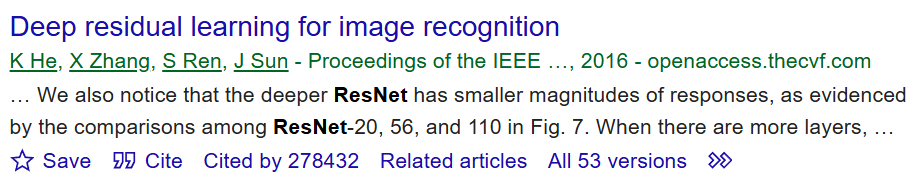 Deep residual learning for image recognition
K He, X Zhang, S Ren, J Sun - Proceedings of the IEEE …, 2016 - openaccess.thecvf.com
… We also notice that the deeper ResNet has smaller magnitudes of responses, as evidenced
by the comparisons among ResNet-20, 56, and 110 in Fig. 7. When there are more layers, …
Save Cite Cited by 278432 Related articles All 53 versions